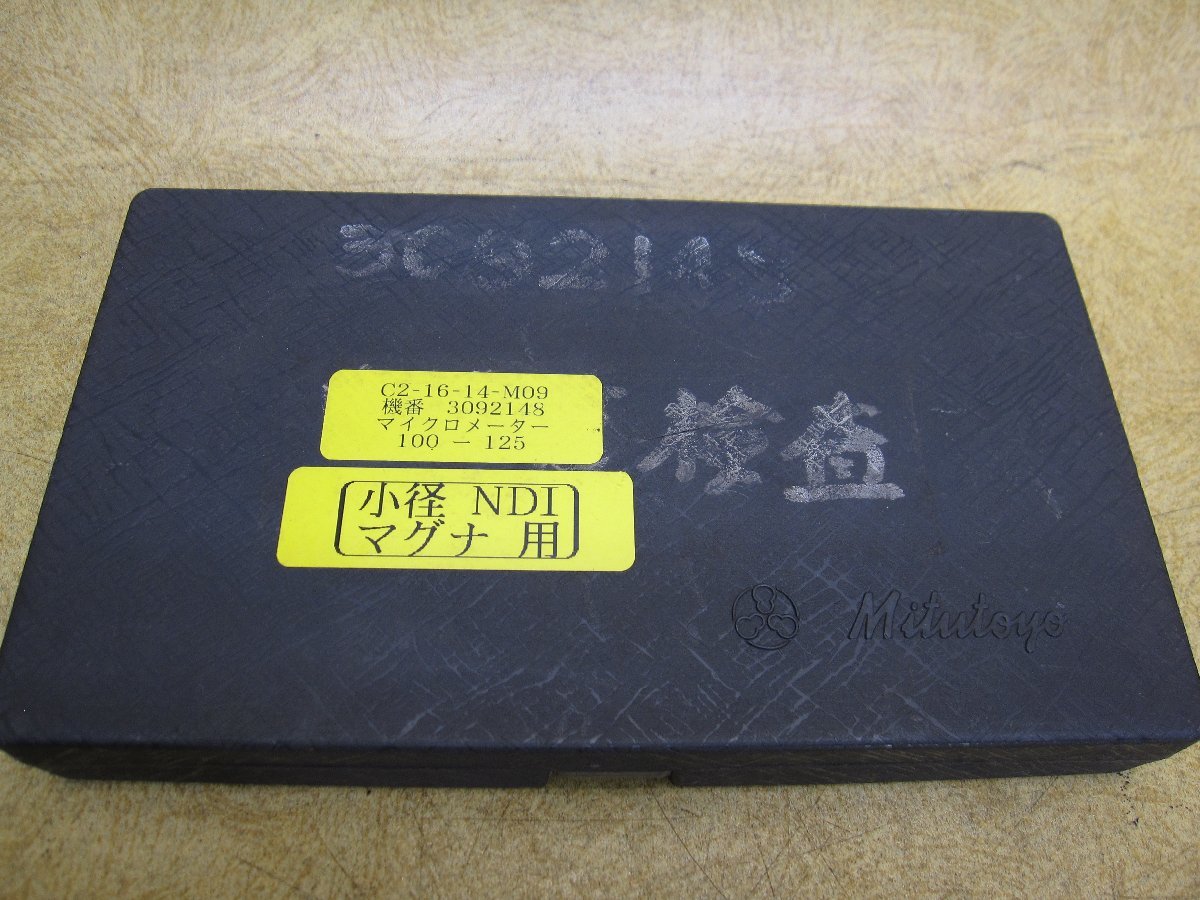 C2-16-14-M09
機番 3092148
マイクロメーター
100 − 125
検査
小径 NDI
マグナ 用
Mitutoyo